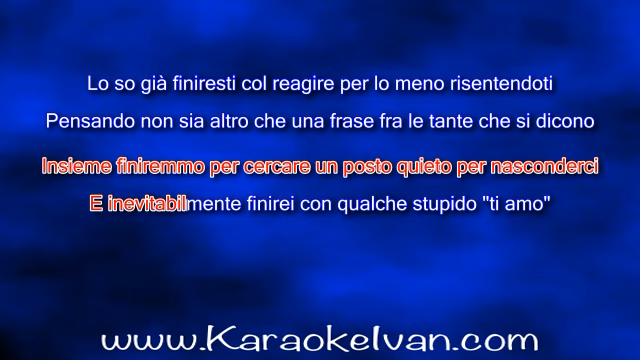 Lo so già finiresti col reagire per lo meno risentendoti
Pensando non sia altro che una frase fra le tante che si dicono
Insieme finiremmo per cercare un posto quieto per nasconderci
E inevitabilmente finirei con qualche stupido "ti amo"
www.KaraokeIvan.com